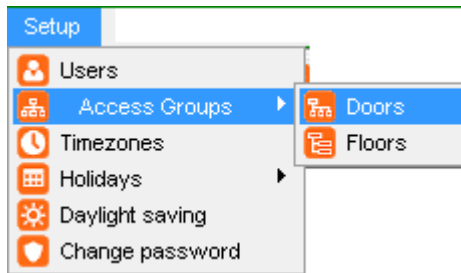 Setup
Users
Access Groups
Doors
Timezones
Floors
Holidays
Daylight saving
Change password